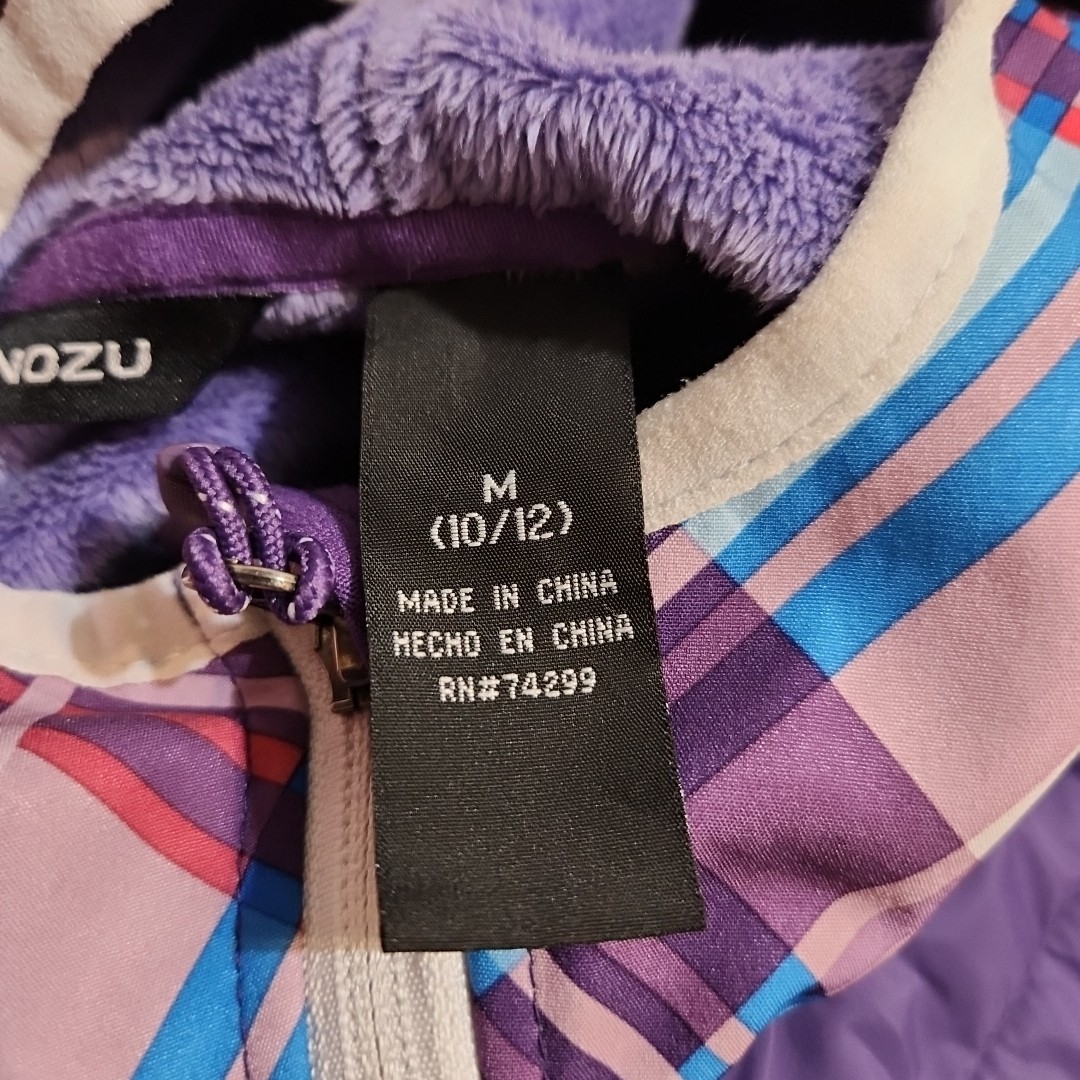 NOZU
M
(10/12)
MADE IN CHINA
HECHO EN CHINA
RN#74299